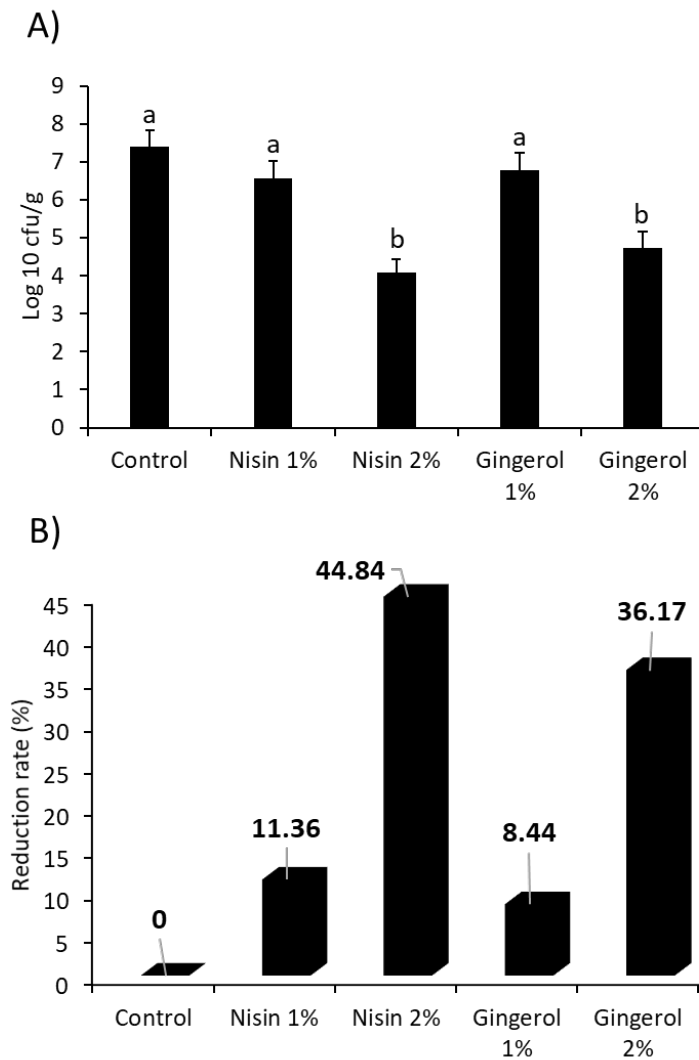 A)
Log 10 cfu/g
9
8
7
6
5
4
3
2
1
0
a
a
b
a
b
Control
Nisin 1%
Nisin 2%
Gingerol
1%
Gingerol
2%
B)
Reduction rate (%)
45
40
35
30
25
20
15
10
5
0
0
11.36
44.84
8.44
36.17
Control
Nisin 1%
Nisin 2%
Gingerol
1%
Gingerol
2%